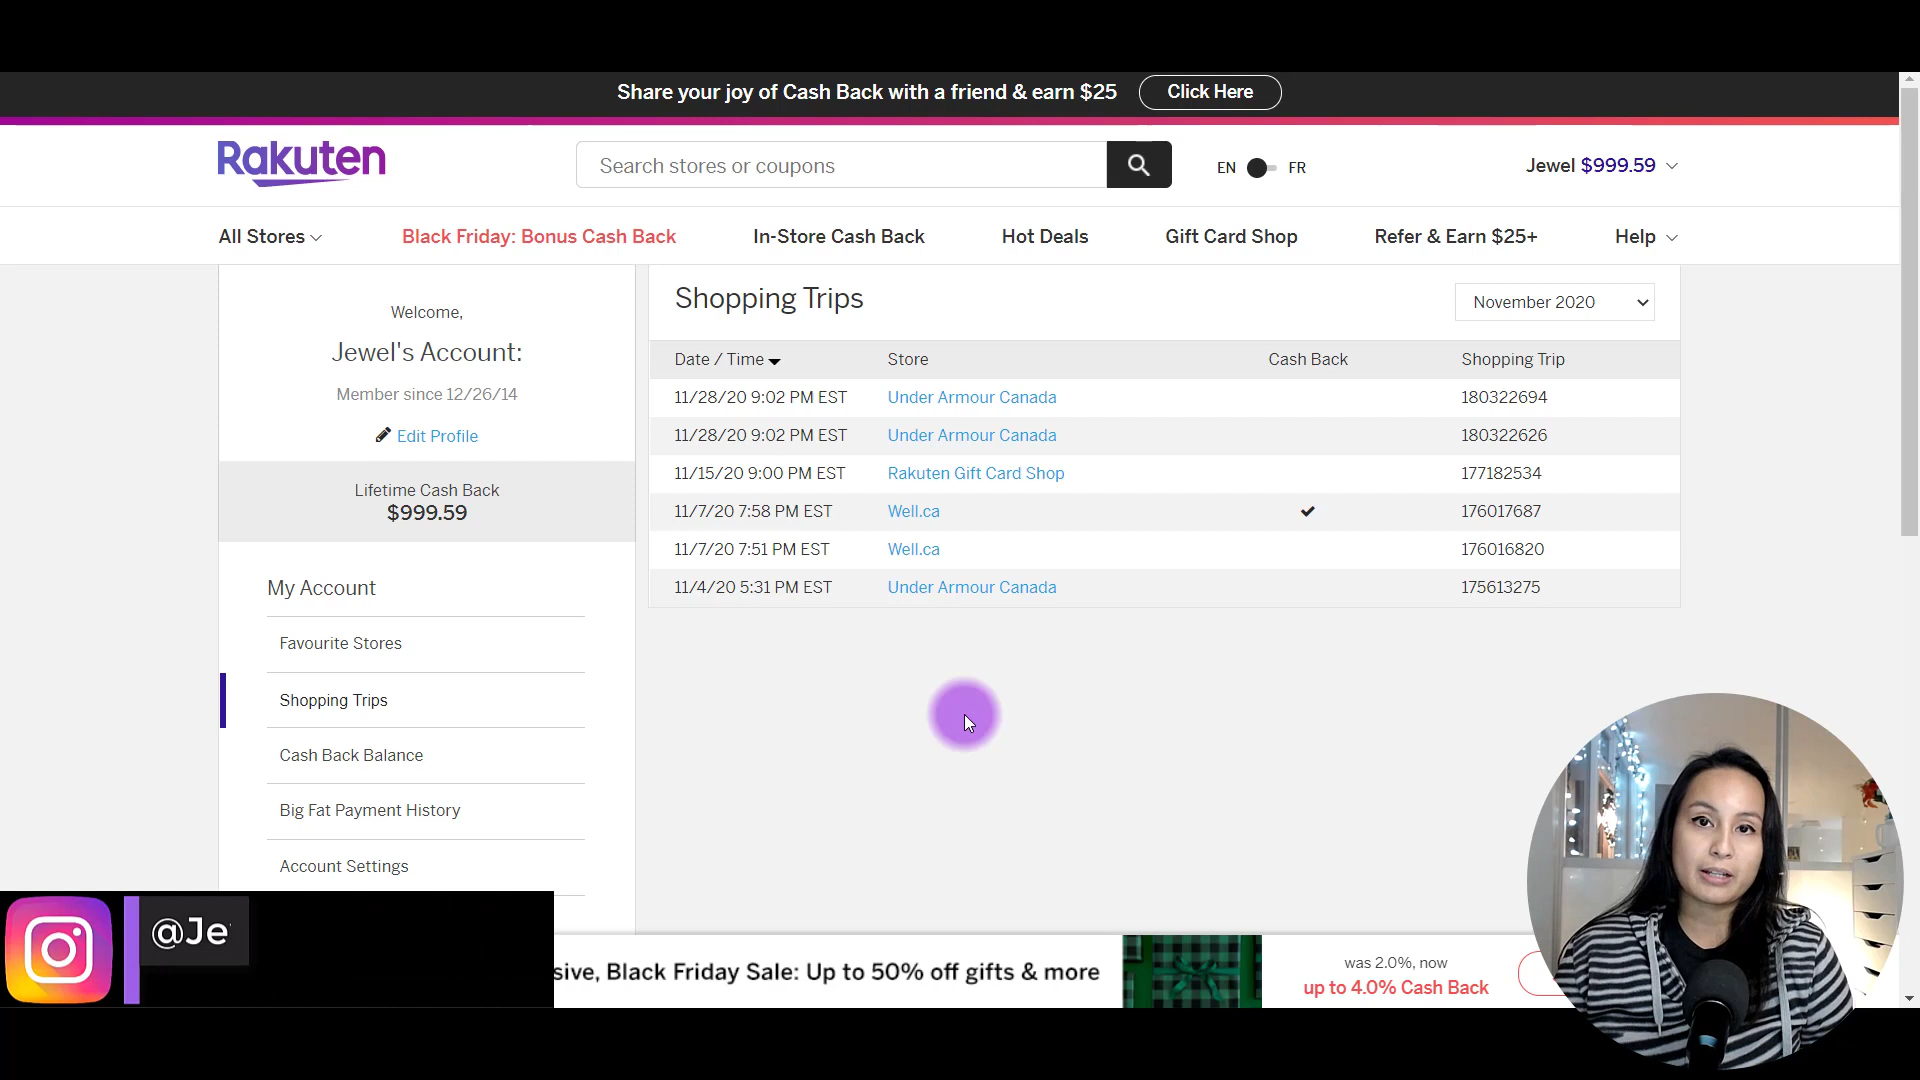 Share your joy of Cash Back with a friend & earn $25 Click Here
Rakuten
Search stores or coupons
EN FR
Jewel $999.59
All Stores Black Friday: Bonus Cash Back In-Store Cash Back Hot Deals Gift Card Shop Refer & Earn $25+ Help
Welcome,
Jewel's Account:
Member since 12/26/14
Edit Profile
Lifetime Cash Back
$999.59
My Account
Favourite Stores
Shopping Trips
Cash Back Balance
Big Fat Payment History
Account Settings
Shopping Trips
November 2020
Date / Time Store Cash Back Shopping Trip
11/28/20 9:02 PM EST Under Armour Canada 180322694
11/28/20 9:02 PM EST Under Armour Canada 180322626
11/15/20 9:00 PM EST Rakuten Gift Card Shop 177182534
11/7/20 7:58 PM EST Well.ca ✔ 176017687
11/7/20 7:51 PM EST Well.ca 176016820
11/4/20 5:31 PM EST Under Armour Canada 175613275
@Je
sive, Black Friday Sale: Up to 50% off gifts & more
was 2.0%, now
up to 4.0% Cash Back